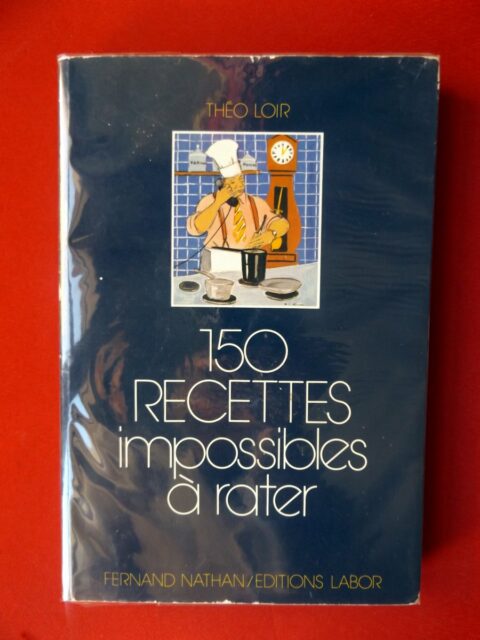 THÉO LOIR
150
RECETTES
impossibles
à rater
FERNAND NATHAN/EDITIONS LABOR